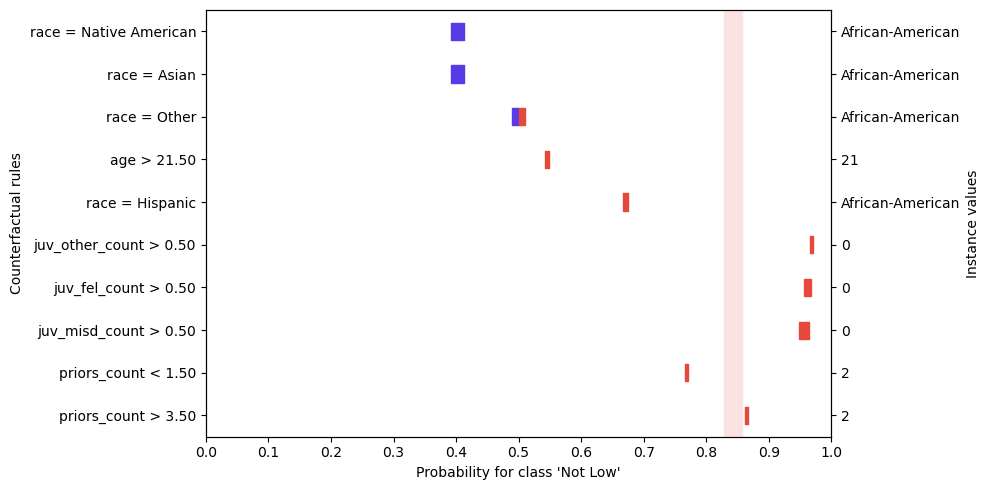 race = Native American
African-American
race = Asian
African-American
race = Other
African-American
age > 21.50
21
race = Hispanic
African-American
juv_other_count > 0.50
0
juv_fel_count > 0.50
0
juv_misd_count > 0.50
0
priors_count < 1.50
2
priors_count > 3.50
2
Counterfactual rules
Instance values
0.0 0.1 0.2 0.3 0.4 0.5 0.6 0.7 0.8 0.9 1.0
Probability for class 'Not Low'